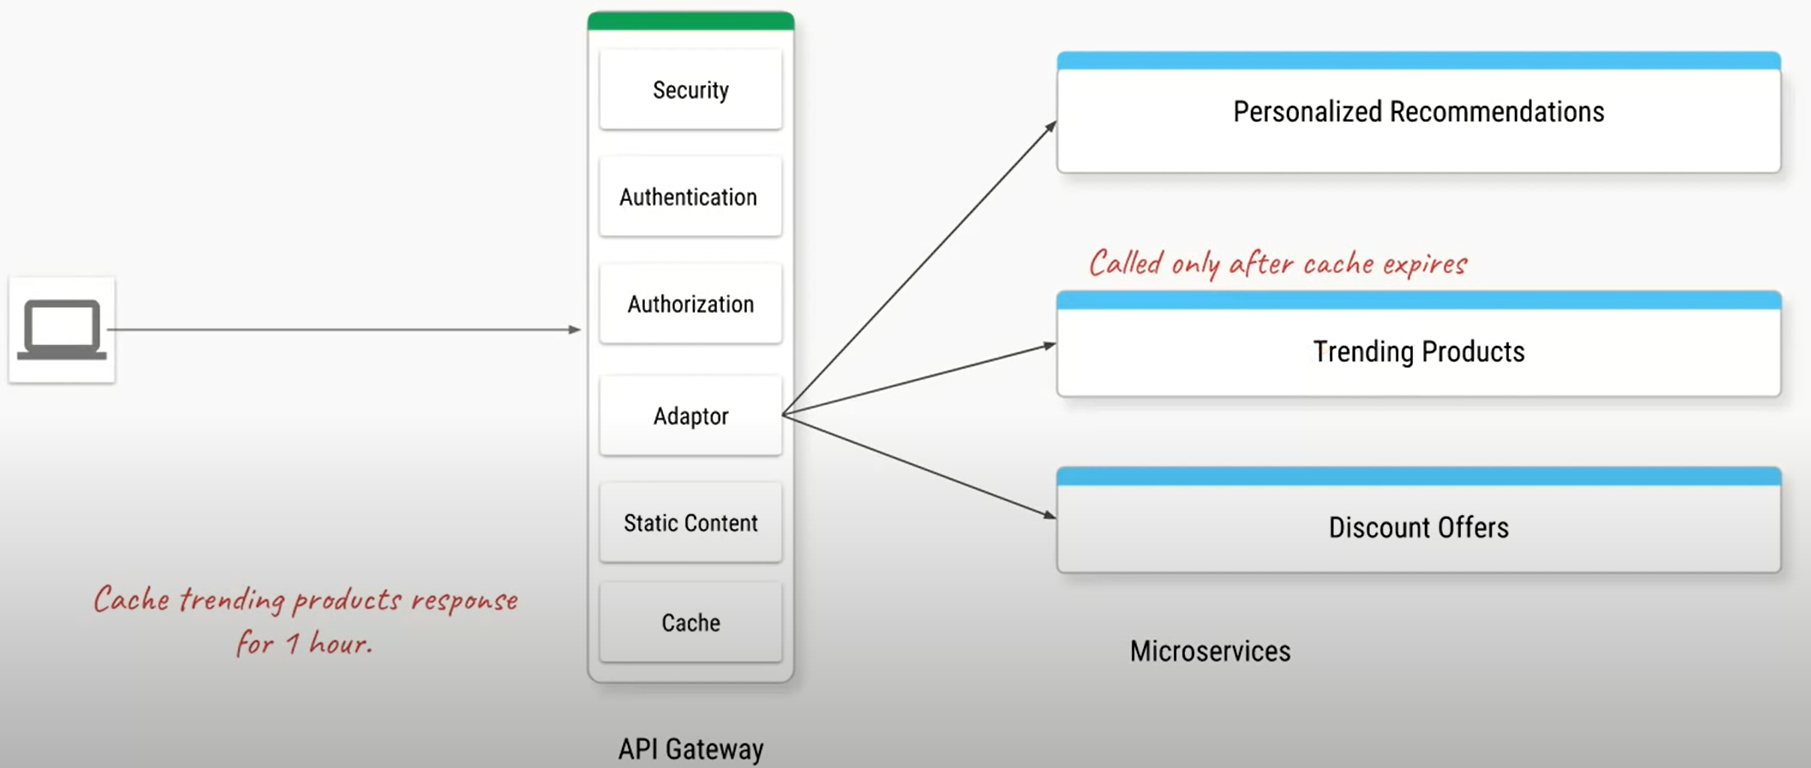 Security
Authentication
Authorization
Adaptor
Static Content
Cache
API Gateway
Cache trending products response
for 1 hour.
Personalized Recommendations
Called only after cache expires
Trending Products
Discount Offers
Microservices